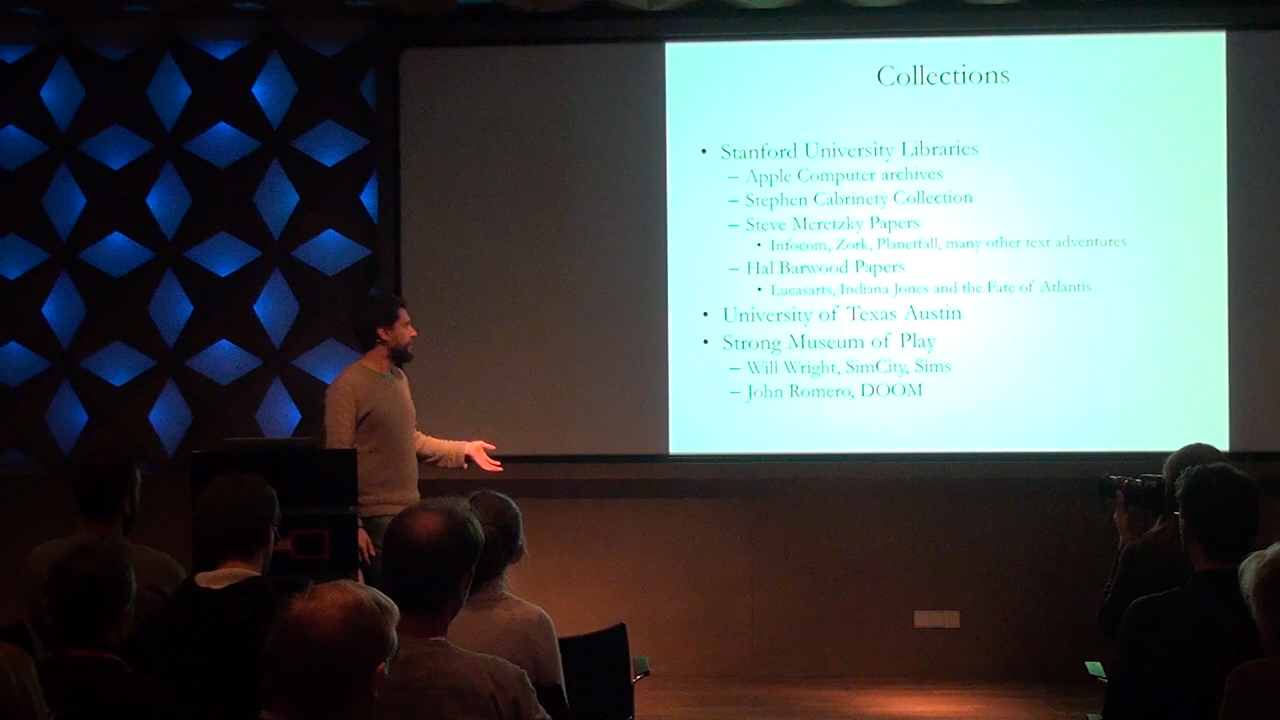 Collections
• Stanford University Libraries
– Apple Computer archives
– Stephen Cabrinety Collection
– Steve Meretzky Papers
• Infocom, Zork, Planetfall, many other text adventures
– Hal Barwood Papers
• Lucasarts, Indiana Jones and the Fate of Atlantis
• University of Texas Austin
• Strong Museum of Play
– Will Wright, SimCity, Sims
– John Romero, DOOM